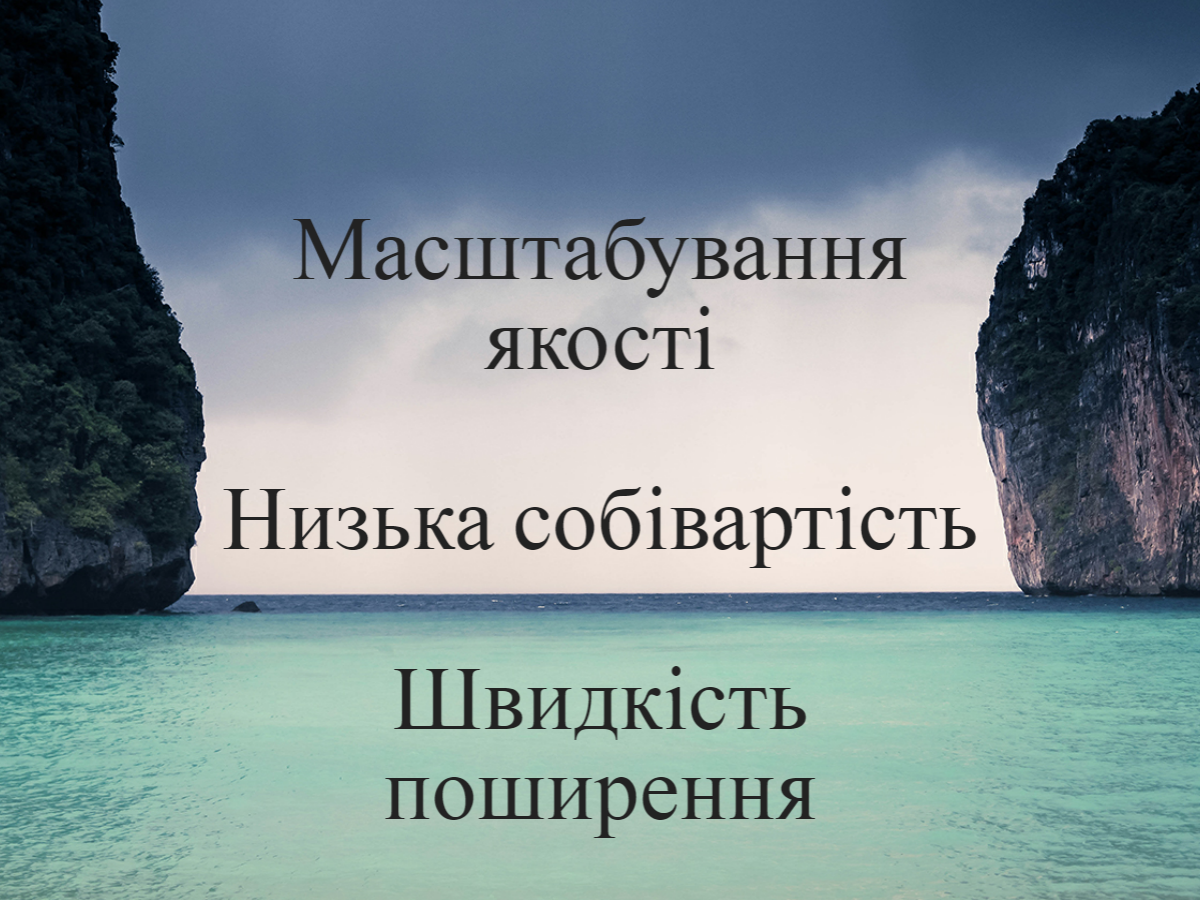 Масштабування
якості
Низька собівартість
Швидкість
поширення